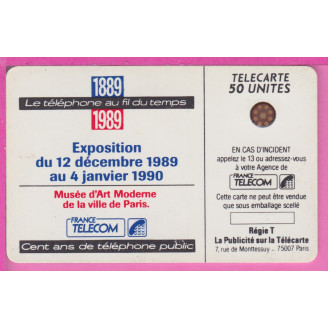 1889
Le téléphone au fil du temps
1989
Exposition
du 12 décembre 1989
au 4 janvier 1990
Musée d'Art Moderne
de la ville de Paris.
FRANCE
TELECOM
Cent ans de téléphone public
TELECARTE
50 UNITES
EN CAS D'INCIDENT
appelez le 13 ou adressez-vous
à votre Agence de
FRANCE
TELECOM
Cette carte ne peut être vendue
que sous emballage scellé
Régie T
La Publicité sur la Télécarte
7, rue de Monttessuy - 75007 Paris